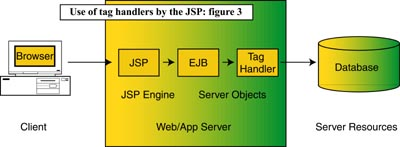 Use of tag handlers by the JSP: figure 3
Browser
JSP
EJB
Tag
Handler
Database
JSP Engine
Server Objects
Client
Web/App Server
Server Resources